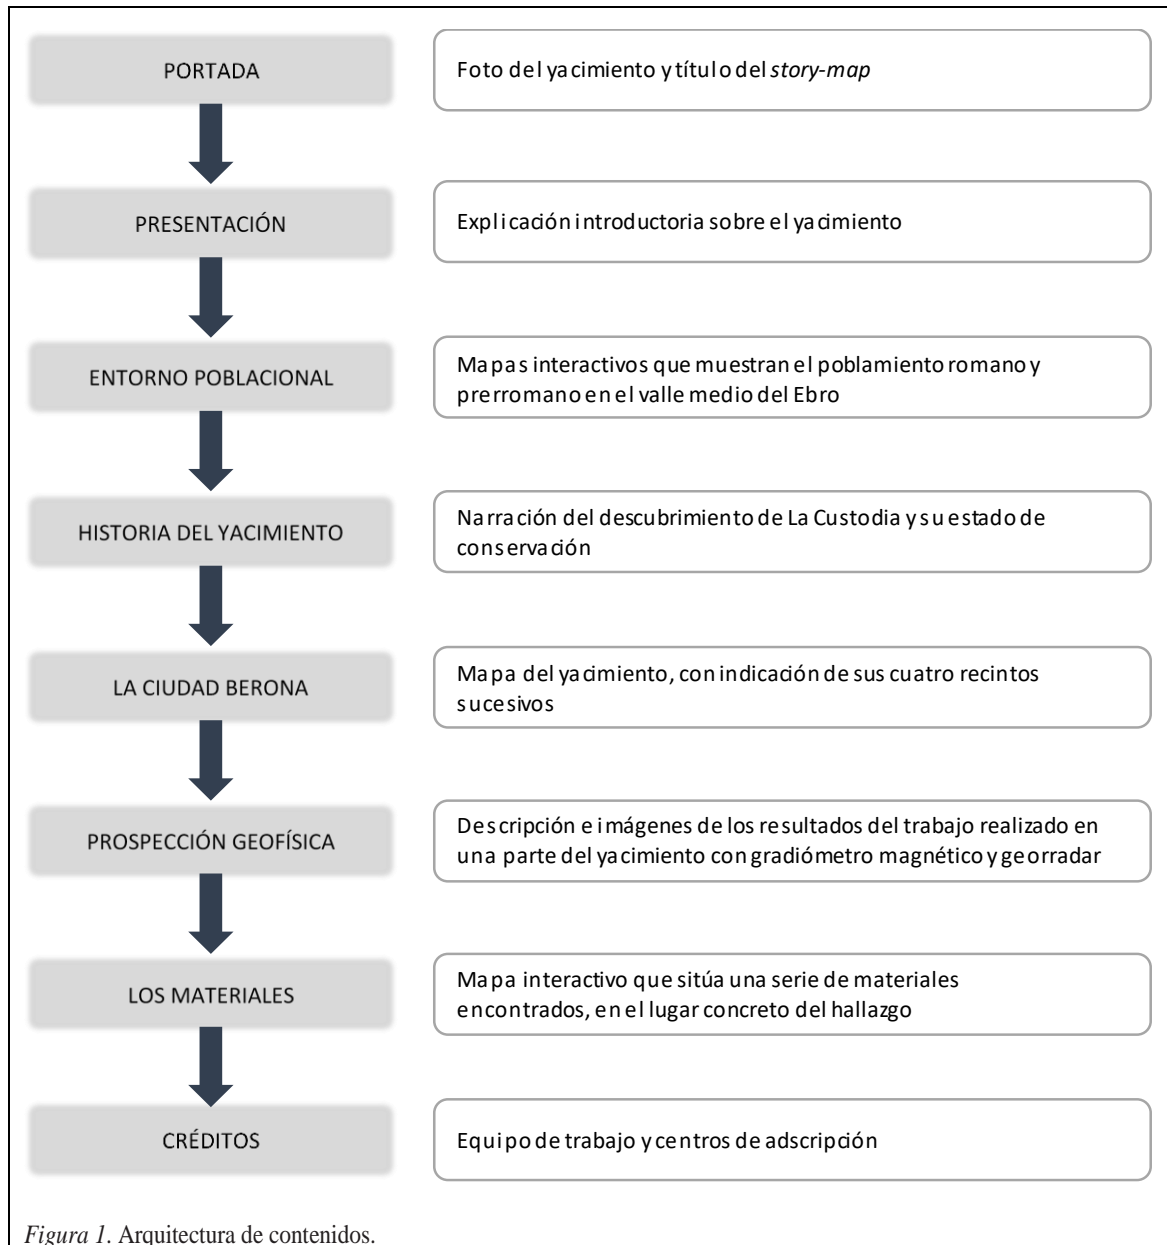 PORTADA
Foto del yacimiento y título del story-map
PRESENTACIÓN
Explicación introductoria sobre el yacimiento
ENTORNO POBLACIONAL
Mapas interactivos que muestran el poblamiento romano y
prerromano en el valle medio del Ebro
HISTORIA DEL YACIMIENTO
Narración del descubrimiento de La Custodia y su estado de
conservación
LA CIUDAD BERONA
Mapa del yacimiento, con indicación de sus cuatro recintos
sucesivos
PROSPECCIÓN GEOFÍSICA
Descripción e imágenes de los resultados del trabajo realizado en
una parte del yacimiento con gradiómetro magnético y georradar
LOS MATERIALES
Mapa interactivo que sitúa una serie de materiales
encontrados, en el lugar concreto del hallazgo
CRÉDITOS
Equipo de trabajo y centros de adscripción
Figura 1. Arquitectura de contenidos.